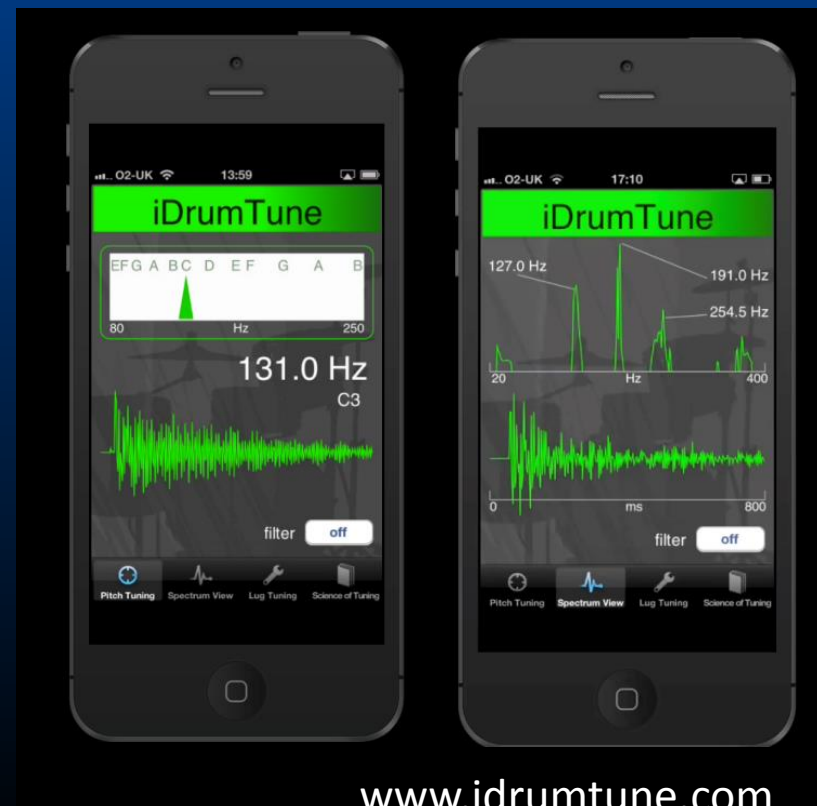 O2-UK 13:59
iDrumTune
E F G A B C D E F G A B
80 Hz 250
131.0 Hz
C3
filter off
Pitch Tuning Spectrum View Lug Tuning Science of Tuning
O2-UK 17:10
iDrumTune
127.0 Hz
191.0 Hz
254.5 Hz
20 Hz 400
0 ms 800
filter off
Pitch Tuning Spectrum View Lug Tuning Science of Tuning
www.idrumtune.com